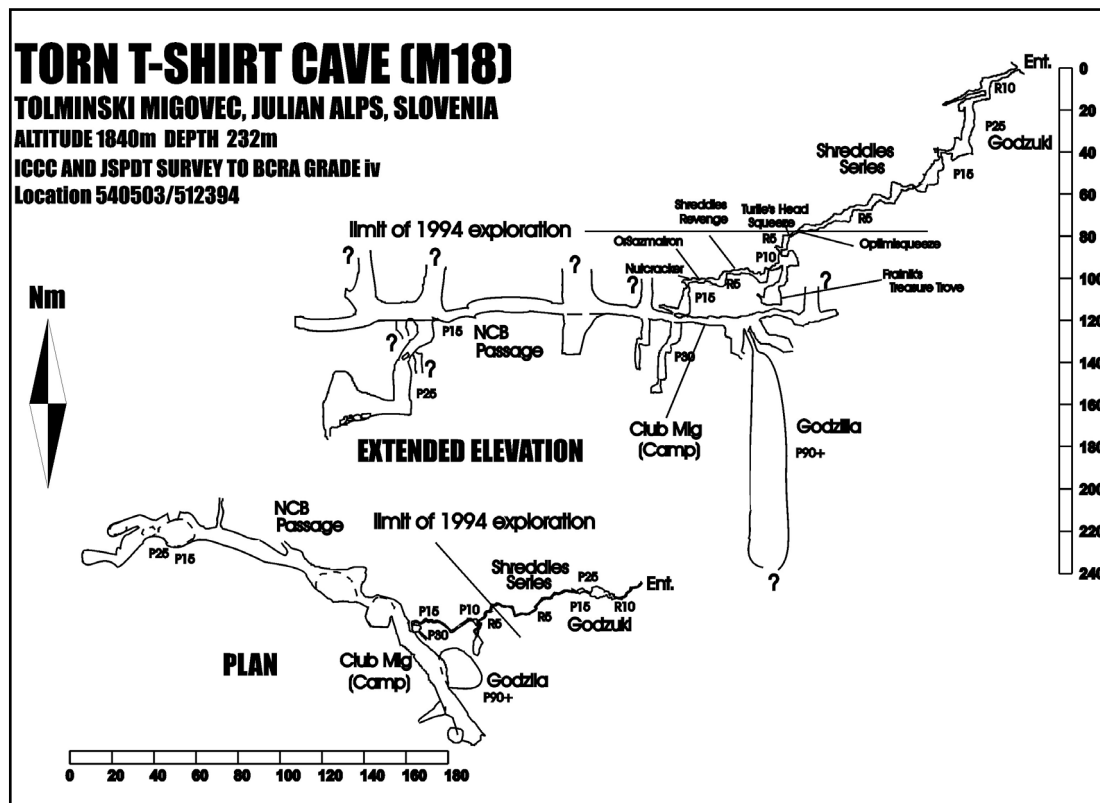 TORN T-SHIRT CAVE (M18)
TOLMINSKI MIGOVEC, JULIAN ALPS, SLOVENIA
ALTITUDE 1840m DEPTH 232m
ICCC AND JSPDT SURVEY TO BCRA GRADE iv
Location 540503/512394
Nm
Ent.
R10
P25
Godzuki
P15
Shreddies
Series
R5
Shreddies
Revenge
Turtle's Head
Squeeze
limit of 1994 exploration
R5
Optimisqueeze
OrSazmatron
P10
Nutcracker
R5
P15
Fratnik's
Treasure Trove
?
?
?
?
?
P15
NCB
Passage
?
?
P25
P30
Club Mig
(Camp)
Godzilla
P90+
?
EXTENDED ELEVATION
0
20
40
60
80
100
120
140
160
180
200
220
240
NCB
Passage
limit of 1994 exploration
P25
P15
Shreddies
Series
P25
Ent.
P15
P10
R5
R5
P15
R10
Godzuki
P30
PLAN
Club Mig
(Camp)
Godzila
P90+
0 20 40 60 80 100 120 140 160 180